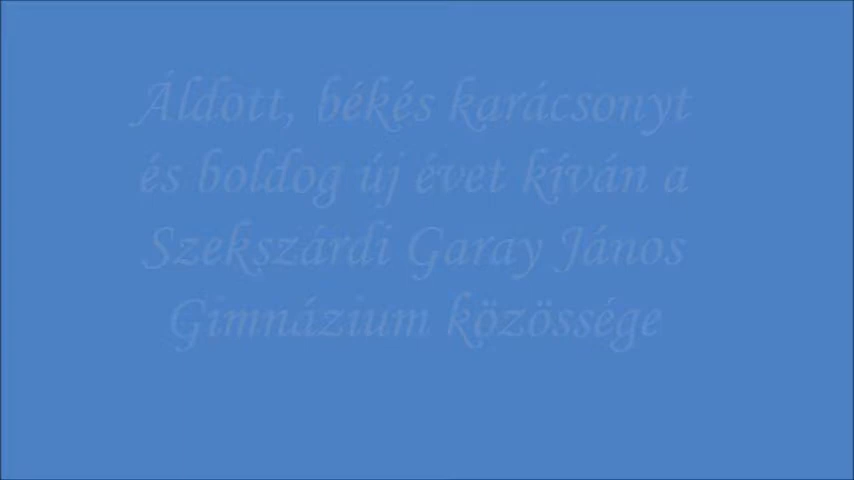 Áldott, békés karácsonyt
és boldog új évet kíván a
Szekszárdi Garay János
Gimnázium közössége